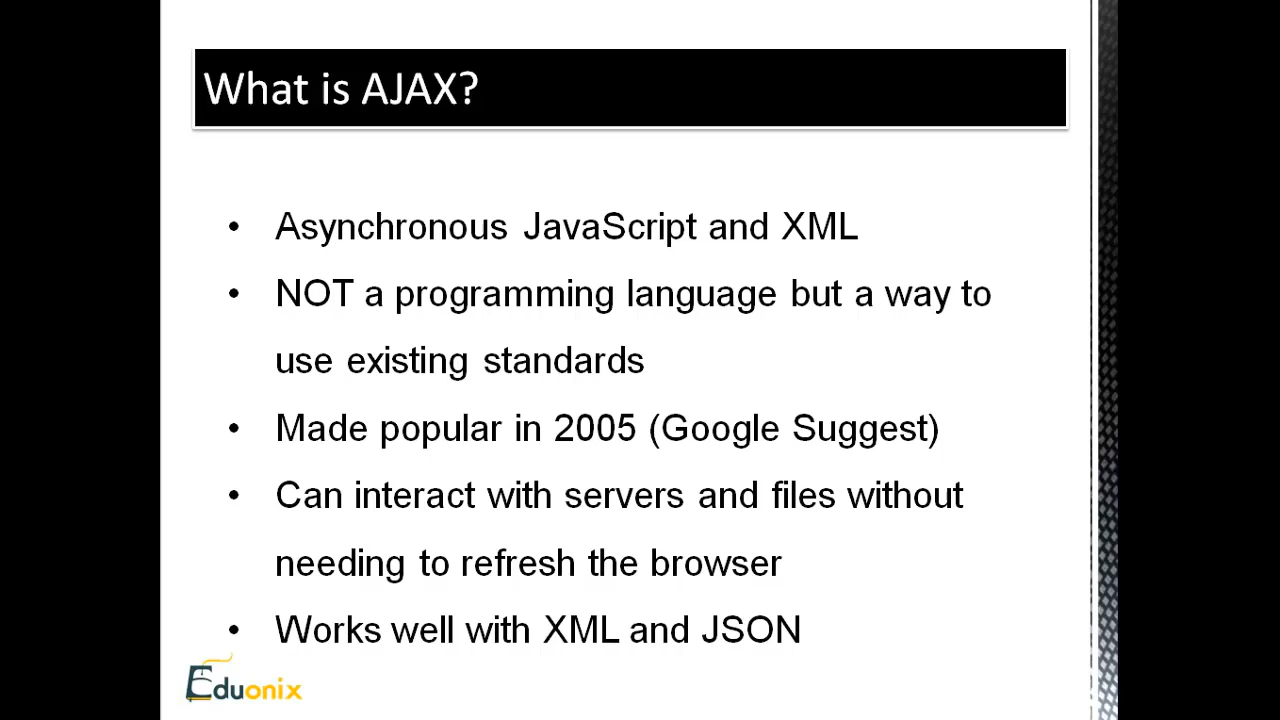 What is AJAX?
• Asynchronous JavaScript and XML
• NOT a programming language but a way to
use existing standards
• Made popular in 2005 (Google Suggest)
• Can interact with servers and files without
needing to refresh the browser
• Works well with XML and JSON
Eduonix